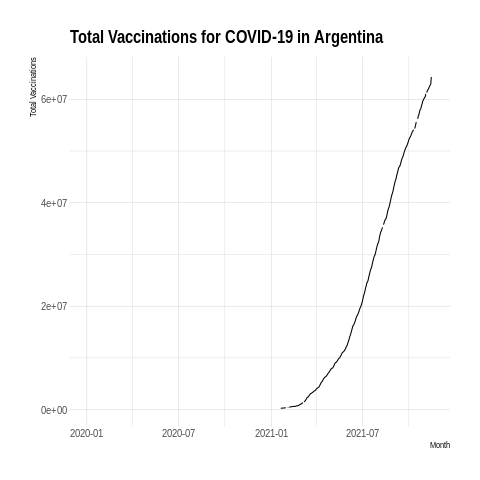 Total Vaccinations for COVID-19 in Argentina
Total Vaccinations
6e+07
4e+07
2e+07
0e+00
2020-01 2020-07 2021-01 2021-07
Month